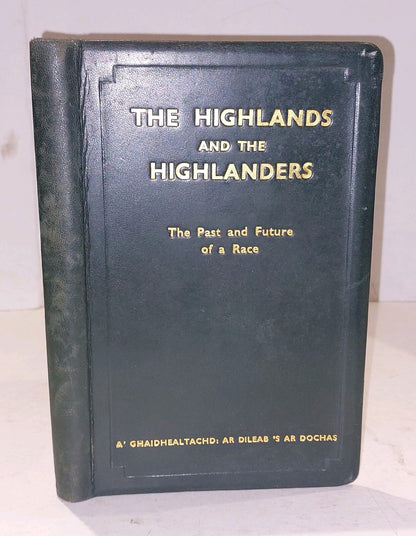 THE HIGHLANDS
AND THE
HIGHLANDERS
The Past and Future
of a Race
A' GHAIDHEALTACHD: AR DILEAB 'S AR DOCHAS